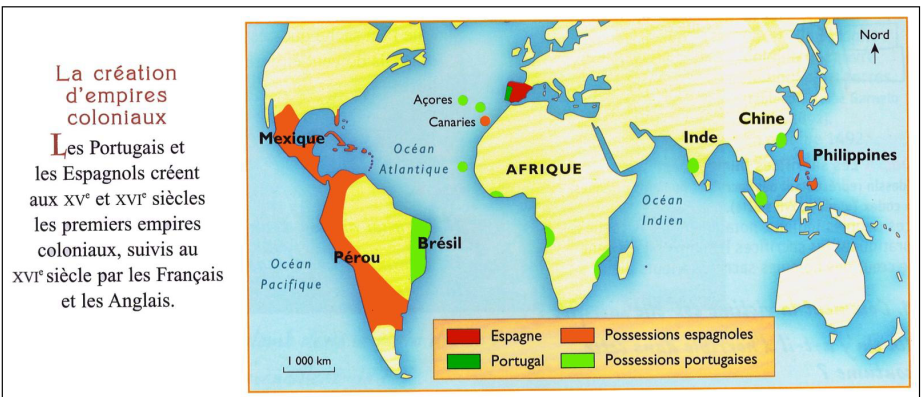 La création
d'empires
coloniaux
Les Portugais et
les Espagnols créent
aux XVe et XVIe siècles
les premiers empires
coloniaux, suivis au
XVIe siècle par les Français
et les Anglais.
Nord
Açores
Canaries
Mexique
Océan
Atlantique
AFRIQUE
Inde
Chine
Philippines
Océan
Indien
Brésil
Pérou
Océan
Pacifique
1 000 km
Espagne
Possessions espagnoles
Portugal
Possessions portugaises